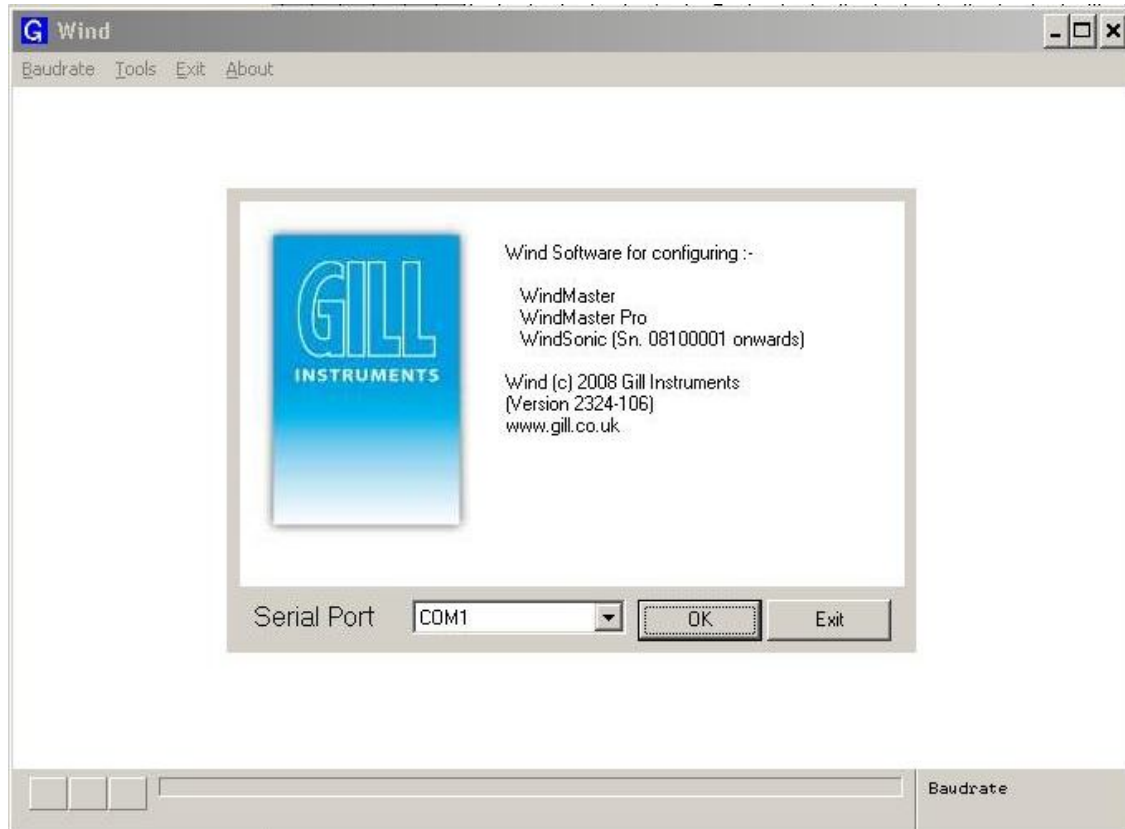 G Wind
Baudrate Tools Exit About
GILL
INSTRUMENTS
Wind Software for configuring :-
WindMaster
WindMaster Pro
WindSonic (Sn. 08100001 onwards)
Wind (c) 2008 Gill Instruments
(Version 2324-106)
www.gill.co.uk
Serial Port COM1 OK Exit
Baudrate